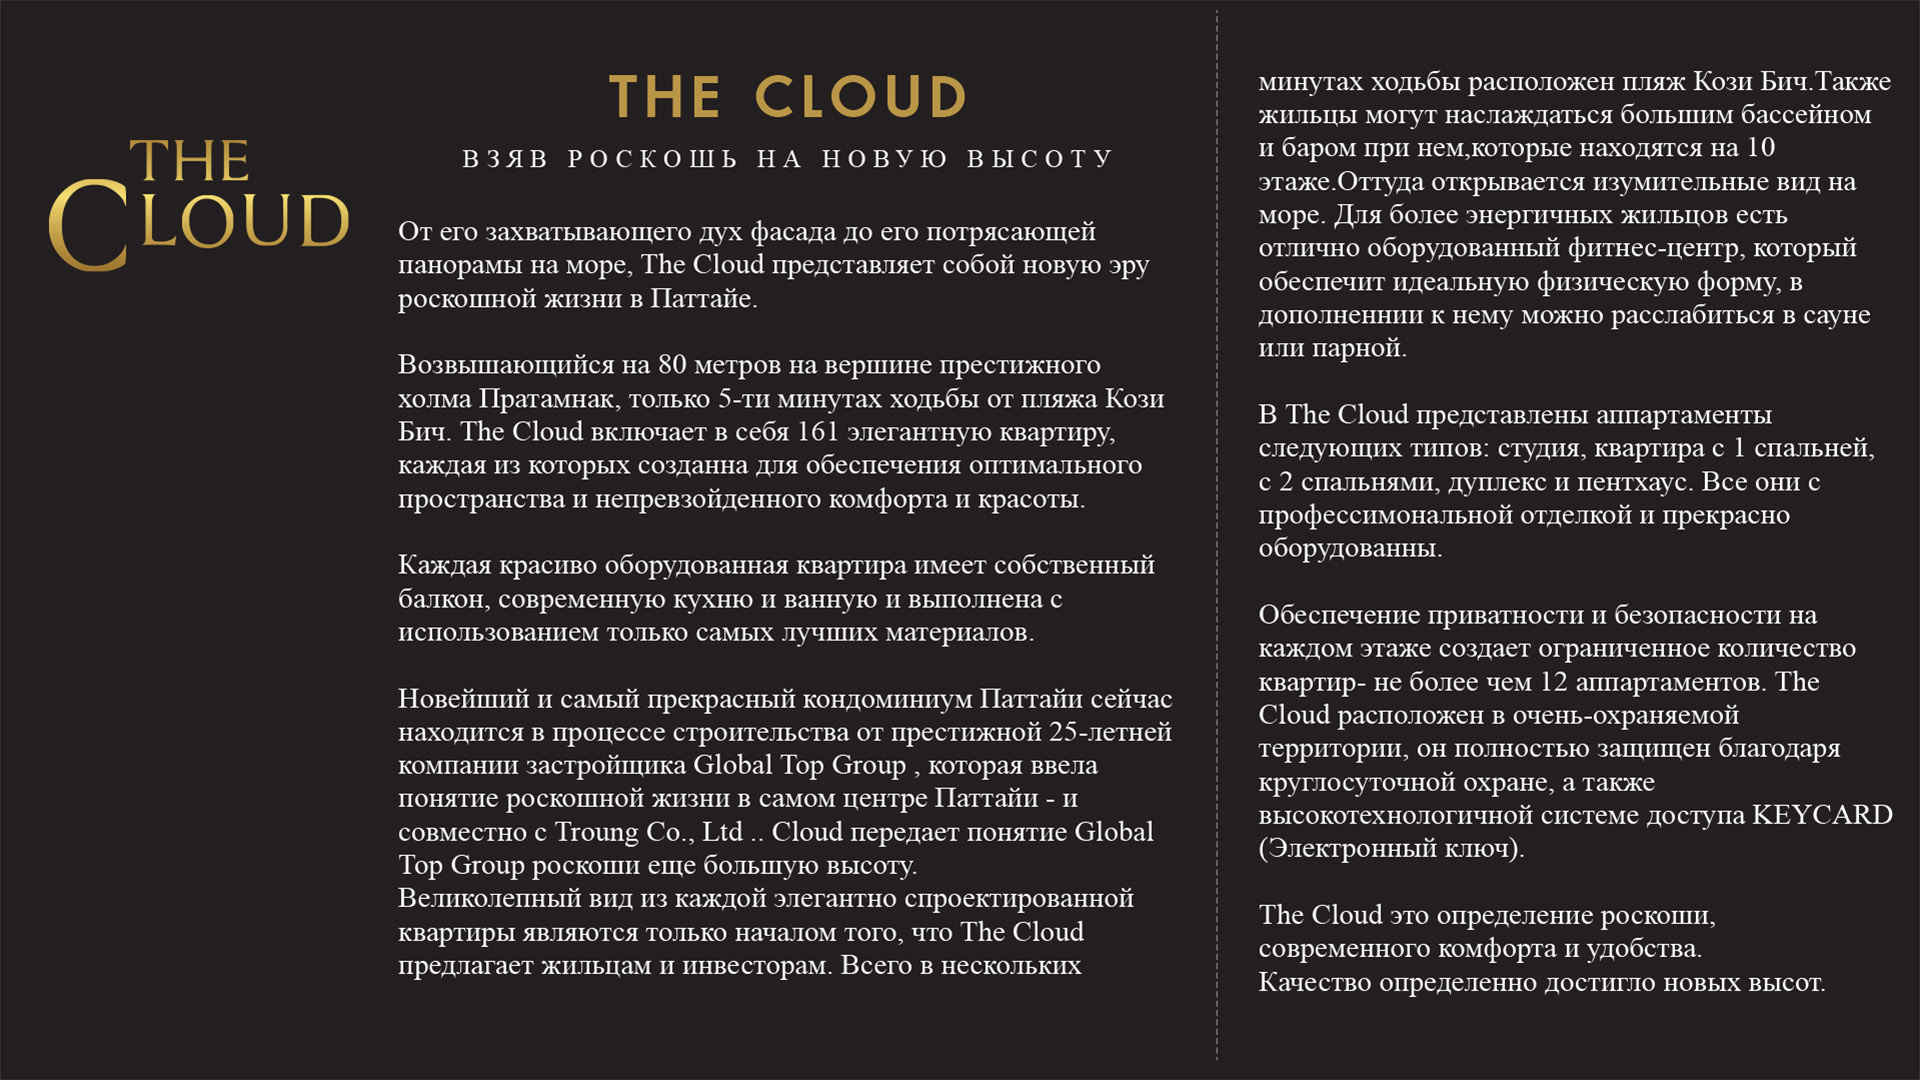 THE
CLOUD
THE CLOUD
ВЗЯВ РОСКОШЬ НА НОВУЮ ВЫСОТУ
От его захватывающего дух фасада до его потрясающей
панорамы на море, The Cloud представляет собой новую эру
роскошной жизни в Паттайе.
Возвышающийся на 80 метров на вершине престижного
холма Пратамнак, только 5-ти минутах ходьбы от пляжа Кози
Бич. The Cloud включает в себя 161 элегантную квартиру,
каждая из которых созданна для обеспечения оптимального
пространства и непревзойденного комфорта и красоты.
Каждая красиво оборудованная квартира имеет собственный
балкон, современную кухню и ванную и выполнена с
использованием только самых лучших материалов.
Новейший и самый прекрасный кондоминиум Паттайи сейчас
находится в процессе строительства от престижной 25-летней
компании застройщика Global Top Group , которая ввела
понятие роскошной жизни в самом центре Паттайи - и
совместно с Troung Co., Ltd .. Cloud передает понятие Global
Top Group роскоши еще большую высоту.
Великолепный вид из каждой элегантно спроектированной
квартиры являются только началом того, что The Cloud
предлагает жильцам и инвесторам. Всего в нескольких
минутах ходьбы расположен пляж Кози Бич.Также
жильцы могут наслаждаться большим бассейном
и баром при нем,которые находятся на 10
этаже.Оттуда открывается изумительные вид на
море. Для более энергичных жильцов есть
отлично оборудованный фитнес-центр, который
обеспечит идеальную физическую форму, в
дополненнии к нему можно расслабиться в сауне
или парной.
В The Cloud представлены аппартаменты
следующих типов: студия, квартира с 1 спальней,
с 2 спальнями, дуплекс и пентхаус. Все они с
профессимональной отделкой и прекрасно
оборудованны.
Обеспечение приватности и безопасности на
каждом этаже создает ограниченное количество
квартир- не более чем 12 аппартаментов. The
Cloud расположен в очень-охраняемой
территории, он полностью защищен благодаря
круглосуточной охране, а также
высокотехнологичной системе доступа KEYCARD
(Электронный ключ).
The Cloud это определение роскоши,
современного комфорта и удобства.
Качество определенно достигло новых высот.